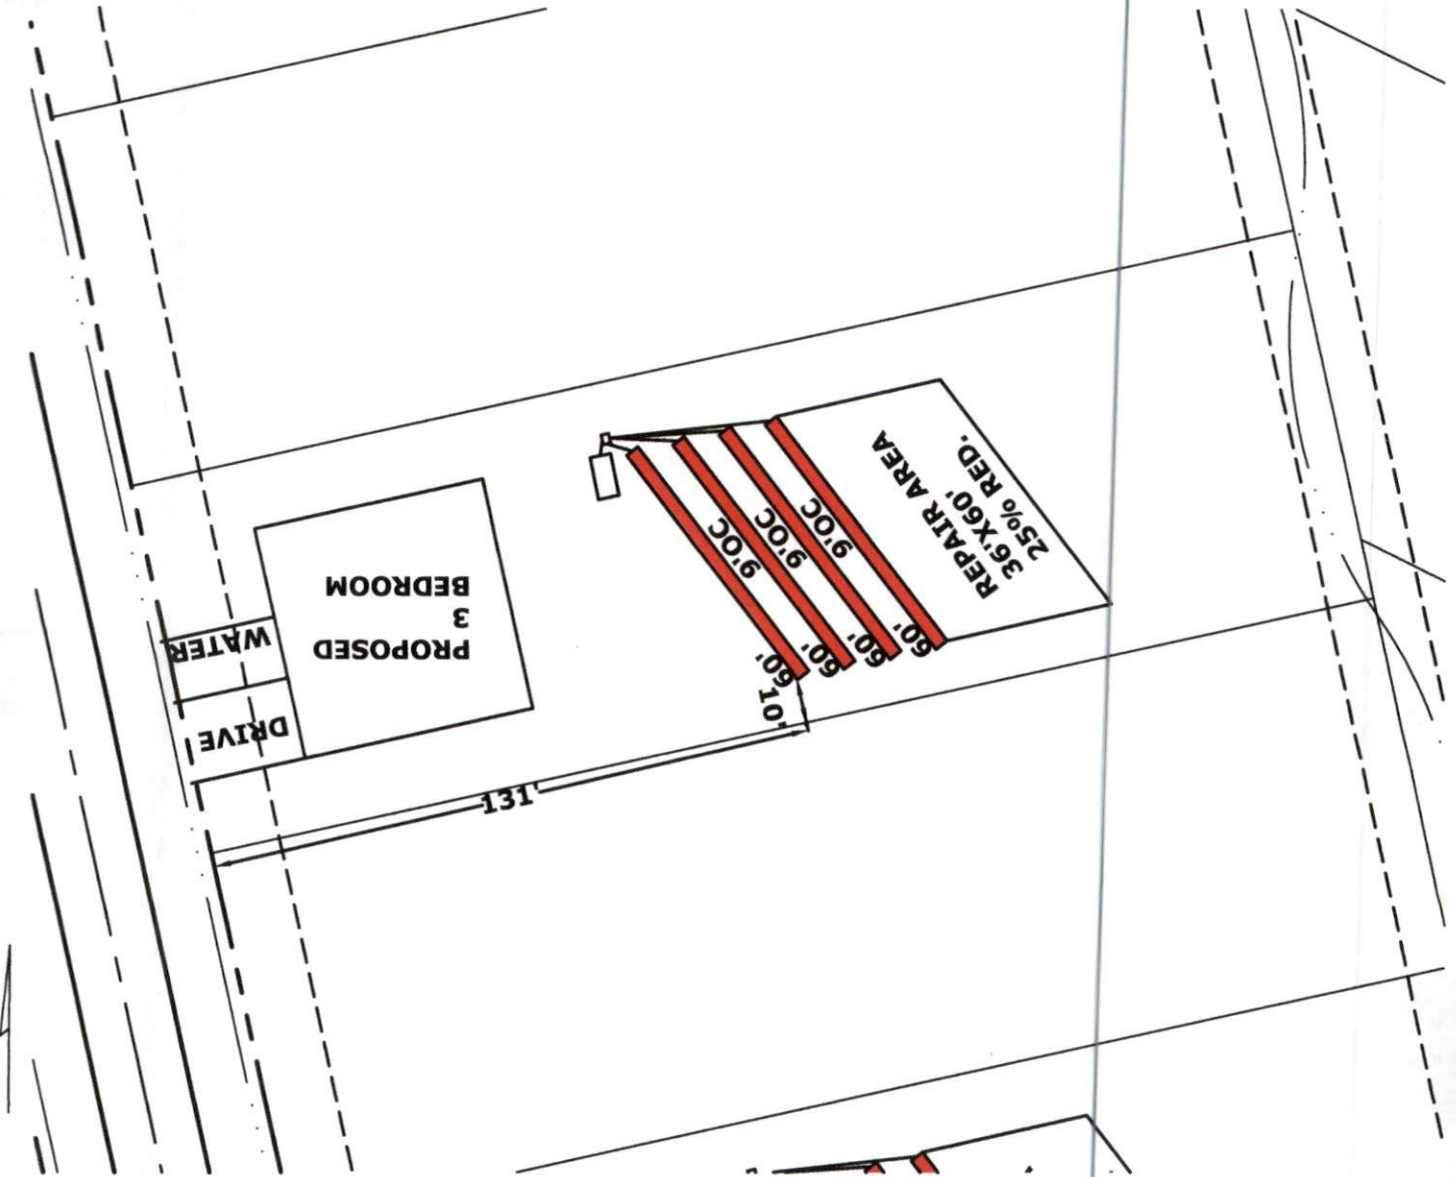 PROPOSED
3
BEDROOM
WATER
DRIVE
9'OC
9'OC
9'OC
60'
60'
60'
60'
10'
131'
REPAIR AREA
36'X60'
25% RED.